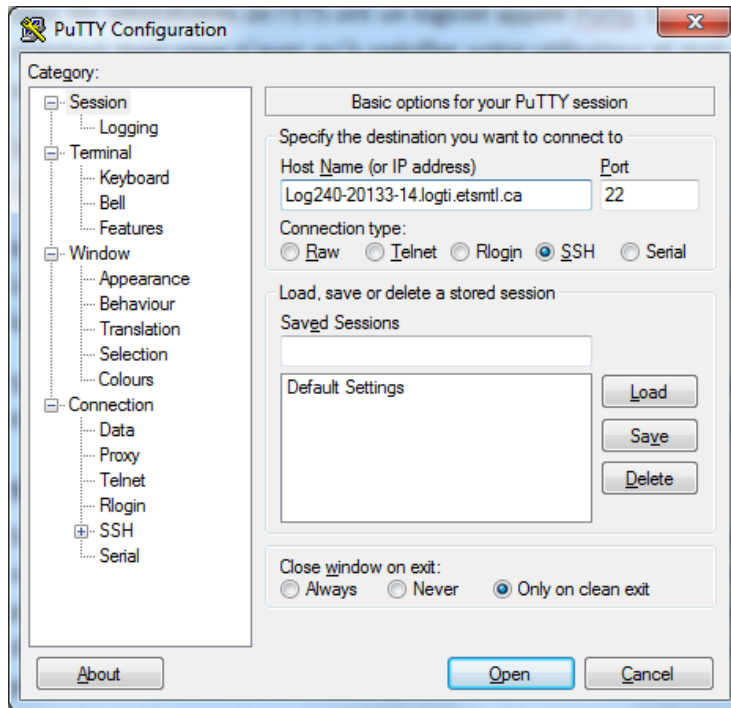 PuTTY Configuration
Category:
Session
Logging
Terminal
Keyboard
Bell
Features
Window
Appearance
Behaviour
Translation
Selection
Colours
Connection
Data
Proxy
Telnet
Rlogin
SSH
Serial
Basic options for your PuTTY session
Specify the destination you want to connect to
Host Name (or IP address) Port
Log240-20133-14.logti.etsmtl.ca 22
Connection type:
Raw Telnet Rlogin SSH Serial
Load, save or delete a stored session
Saved Sessions
Default Settings
Load
Save
Delete
Close window on exit:
Always Never Only on clean exit
About Open Cancel